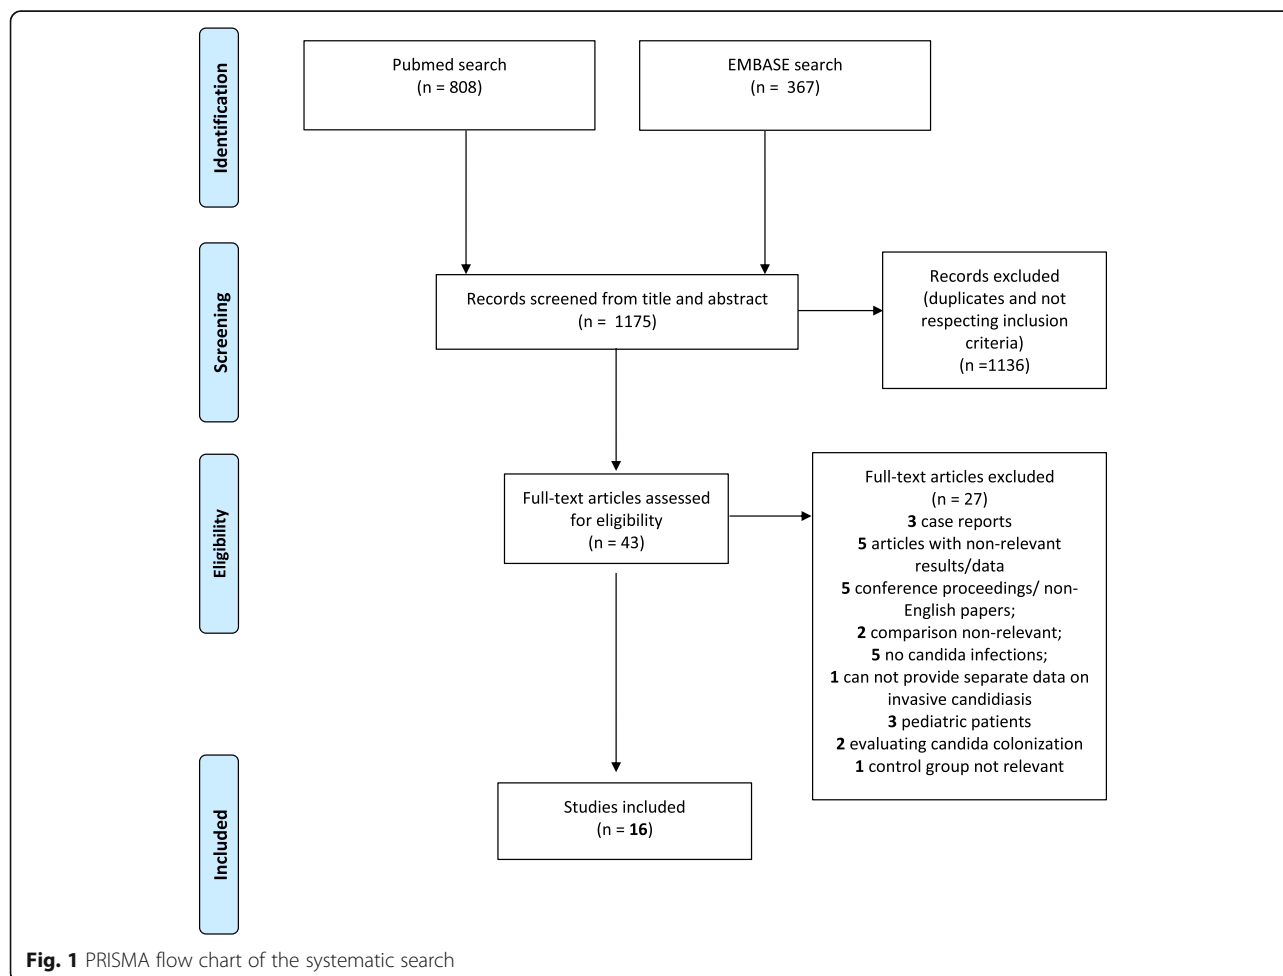 Identification
Pubmed search
(n = 808)
EMBASE search
(n = 367)
Screening
Records screened from title and abstract
(n = 1175)
Records excluded
(duplicates and not
respecting inclusion
criteria)
(n =1136)
Eligibility
Full-text articles assessed
for eligibility
(n = 43)
Full-text articles excluded
(n = 27)
3 case reports
5 articles with non-relevant
results/data
5 conference proceedings/ non-
English papers;
2 comparison non-relevant;
5 no candida infections;
1 can not provide separate data on
invasive candidiasis
3 pediatric patients
2 evaluating candida colonization
1 control group not relevant
Included
Studies included
(n = 16)
Fig. 1 PRISMA flow chart of the systematic search